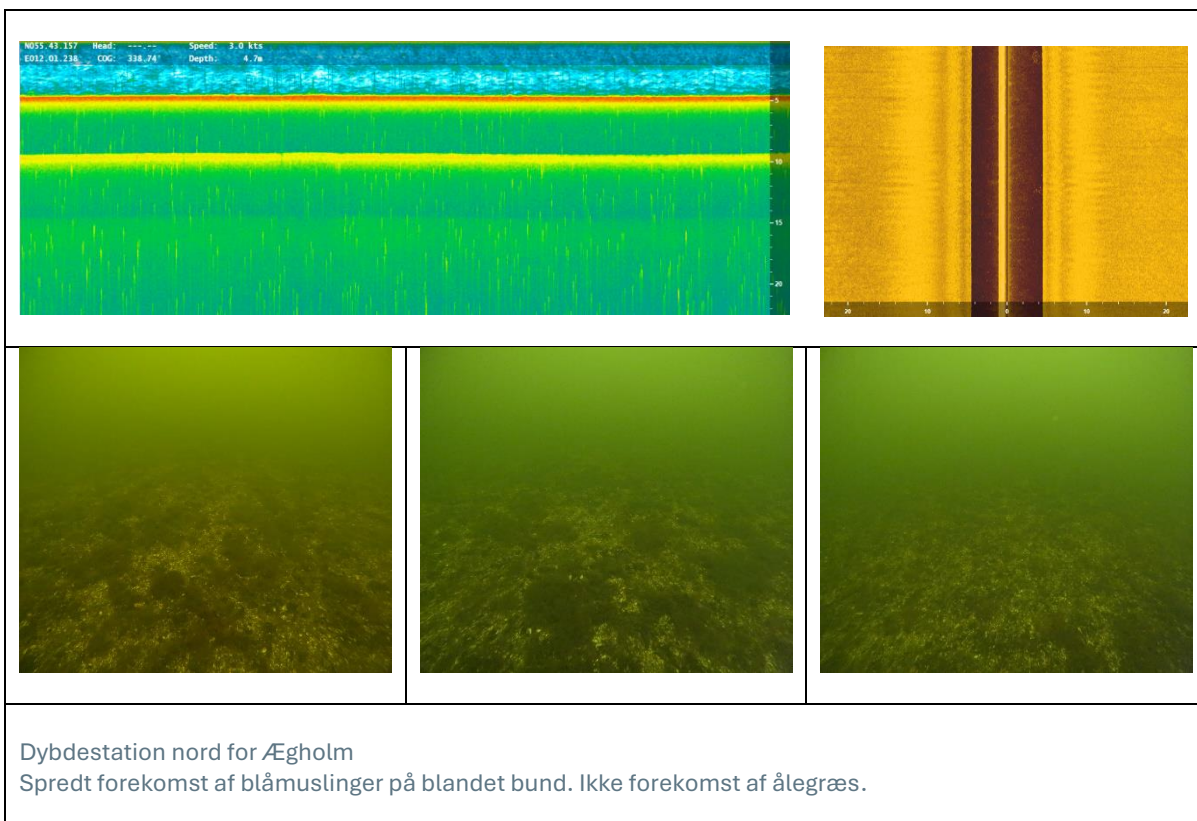 N055.43.157 Head: ---.-- Speed: 3.0 kts
E012.01.238' COG: 338.74° Depth: 4.7m
5
10
15
20
20 10 0 10 20
Dybdestation nord for Ægholm
Spredt forekomst af blåmuslinger på blandet bund. Ikke forekomst af ålegræs.